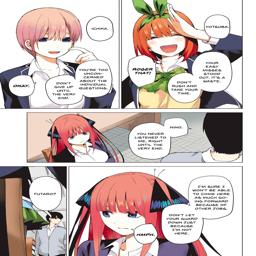 ICHIKA.
YOU'RE TOO
UNCON-
CERNED
ABOUT THE
INDIVIDUAL
QUESTIONS.
DON'T
GIVE UP
UNTIL
THE VERY
END.
OKAY.
YOTSUBA.
YOUR
EASY
MISSES
STOOD
OUT. IT'S
A WASTE.
DON'T
RUSH AND
TAKE YOUR
TIME.
ROGER
THAT!
NINO.
YOU NEVER
LISTENED
TO ME, RIGHT
UNTIL THE
VERY END.
FUTARO?
I'M SURE I
WON'T BE ABLE
TO COME HERE
AS MUCH GO-
ING FORWARD
BECAUSE OF
OTHER JOBS.
DON'T LET
YOUR GUARD
DOWN JUST
BECAUSE
I'M NOT
HERE.
HMPH.